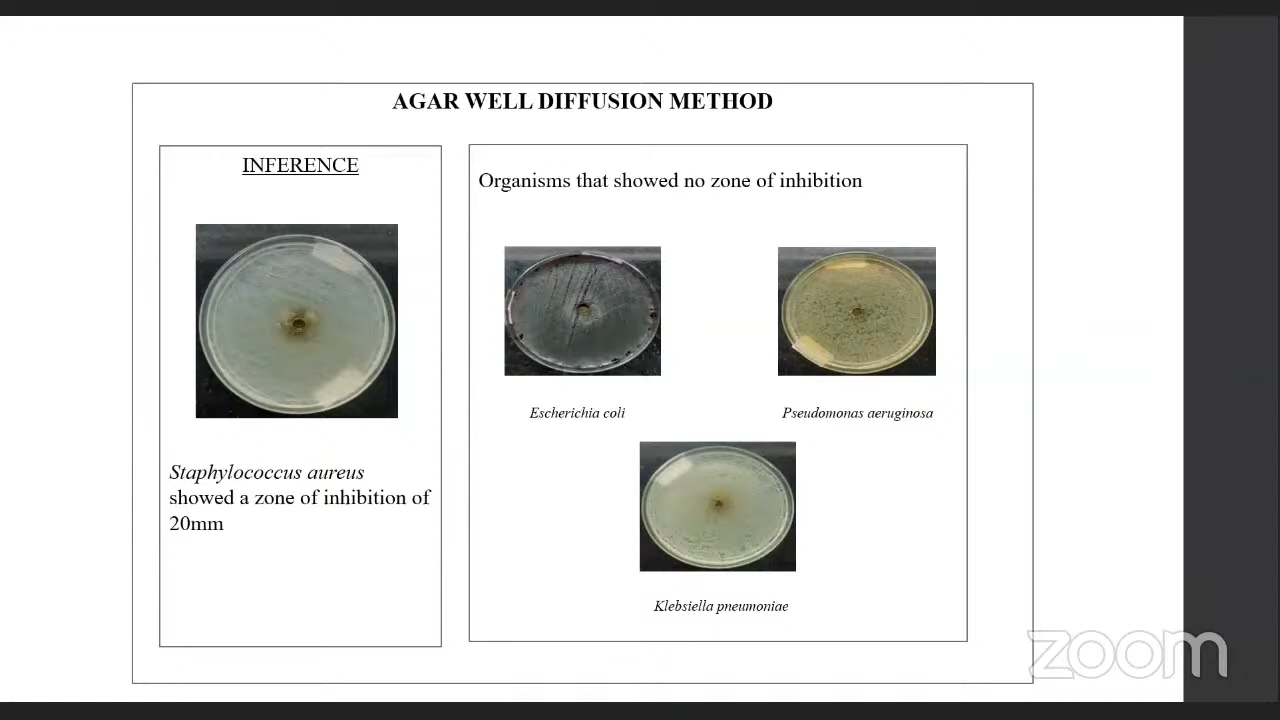 AGAR WELL DIFFUSION METHOD
INFERENCE
Staphylococcus aureus
showed a zone of inhibition of
20mm
Organisms that showed no zone of inhibition
Escherichia coli
Pseudomonas aeruginosa
Klebsiella pneumoniae
zoom